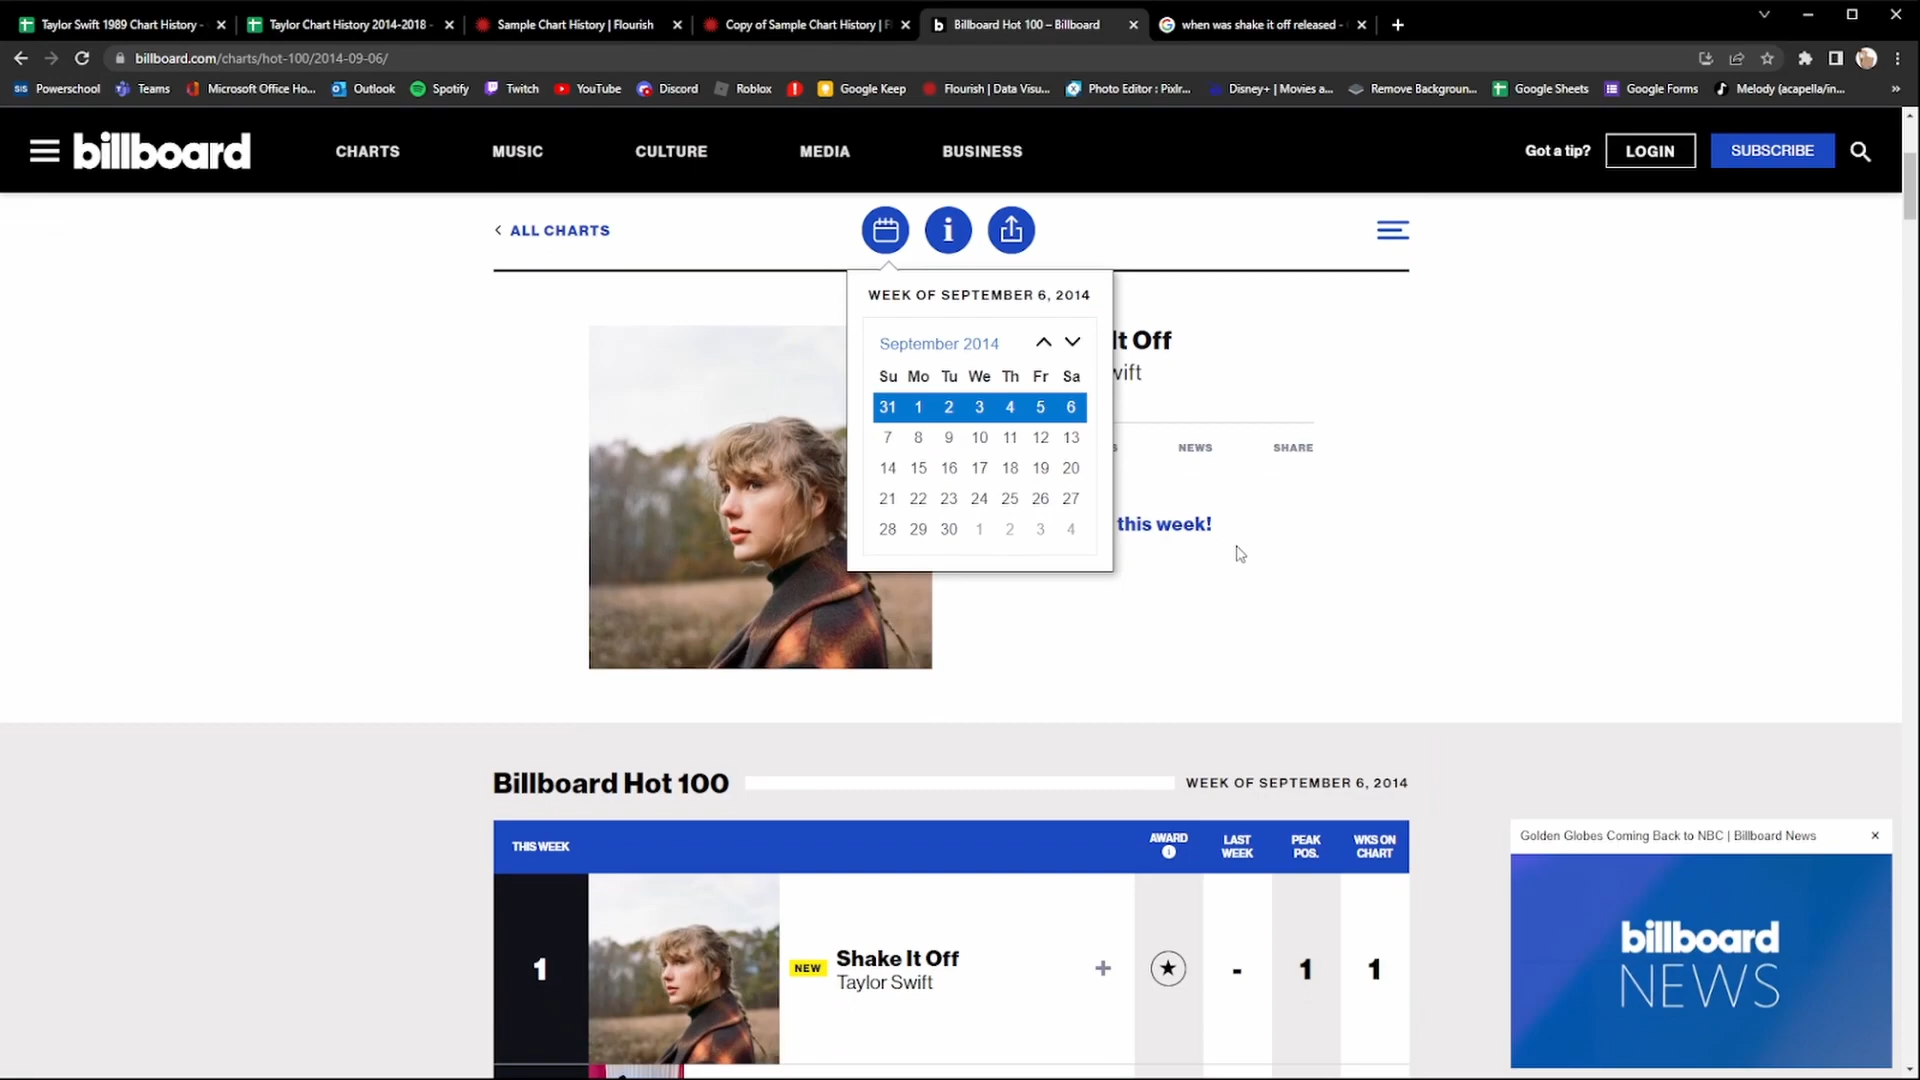 Taylor Swift 1989 Chart History -
Taylor Chart History 2014-2018 -
Sample Chart History | Flourish
Copy of Sample Chart History | F
Billboard Hot 100 – Billboard
when was shake it off released -
billboard.com/charts/hot-100/2014-09-06/
SIS Powerschool
Teams
Microsoft Office Ho...
Outlook
Spotify
Twitch
YouTube
Discord
Roblox
Google Keep
Flourish | Data Visu...
Photo Editor : Pixlr...
Disney+ | Movies a...
Remove Backgroun...
Google Sheets
Google Forms
Melody (acapella/in...
»
billboard
CHARTS
MUSIC
CULTURE
MEDIA
BUSINESS
Got a tip?
LOGIN
SUBSCRIBE
ALL CHARTS
WEEK OF SEPTEMBER 6, 2014
September 2014
Su Mo Tu We Th Fr Sa
31 1 2 3 4 5 6
7 8 9 10 11 12 13
14 15 16 17 18 19 20
21 22 23 24 25 26 27
28 29 30 1 2 3 4
It Off
wift
S
NEWS
SHARE
this week!
Billboard Hot 100
WEEK OF SEPTEMBER 6, 2014
THIS WEEK
AWARD
LAST WEEK
PEAK POS.
WKS ON CHART
1
NEW
Shake It Off
Taylor Swift
+
-
1
1
Golden Globes Coming Back to NBC | Billboard News
billboard
NEWS